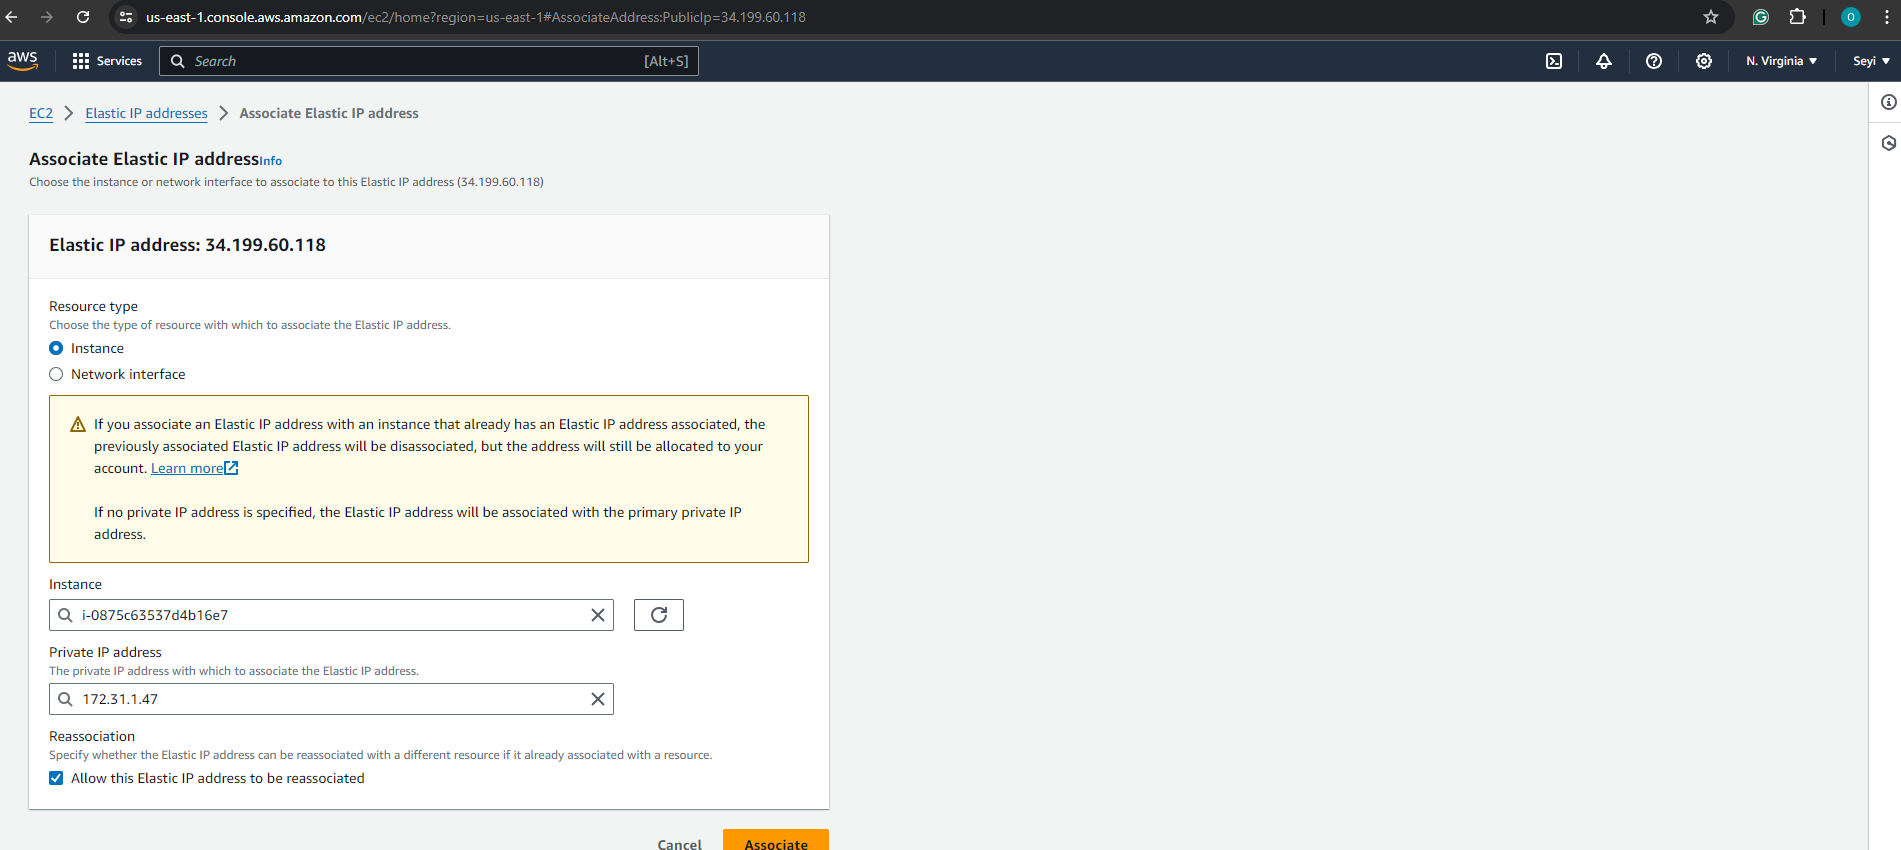 us-east-1.console.aws.amazon.com/ec2/home?region=us-east-1#AssociateAddress:PublicIp=34.199.60.118
O
aws
Services
Search
[Alt+S]
N. Virginia
Seyi
EC2
Elastic IP addresses
Associate Elastic IP address
Associate Elastic IP address Info
Choose the instance or network interface to associate to this Elastic IP address (34.199.60.118)
Elastic IP address: 34.199.60.118
Resource type
Choose the type of resource with which to associate the Elastic IP address.
Instance
Network interface
If you associate an Elastic IP address with an instance that already has an Elastic IP address associated, the
previously associated Elastic IP address will be disassociated, but the address will still be allocated to your
account. Learn more
If no private IP address is specified, the Elastic IP address will be associated with the primary private IP
address.
Instance
i-0875c63537d4b16e7
Private IP address
The private IP address with which to associate the Elastic IP address.
172.31.1.47
Reassociation
Specify whether the Elastic IP address can be reassociated with a different resource if it already associated with a resource.
Allow this Elastic IP address to be reassociated
Cancel
Associate